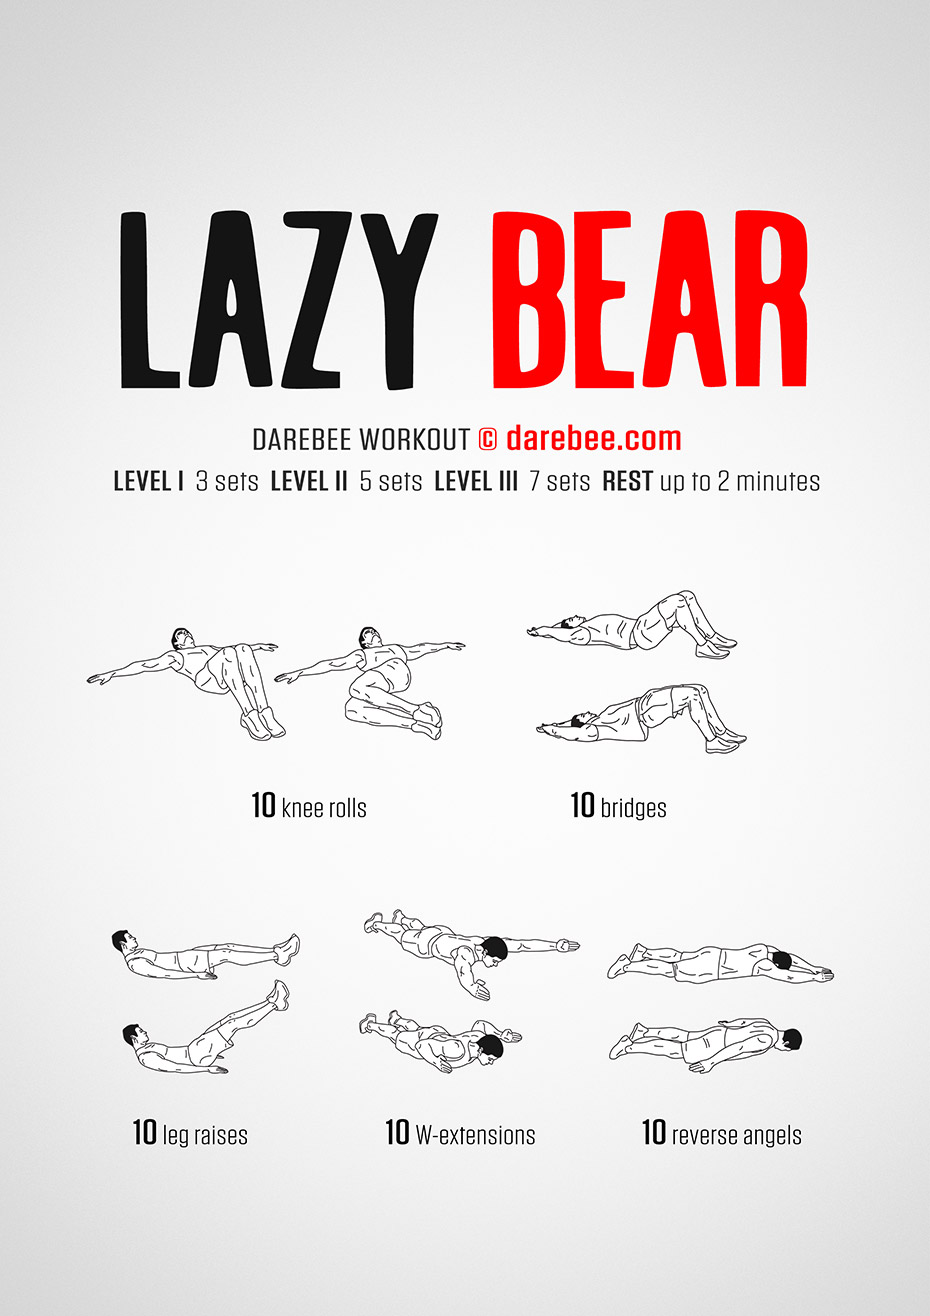 LAZY BEAR
DAREBEE WORKOUT © darebee.com
LEVEL I 3 sets LEVEL II 5 sets LEVEL III 7 sets REST up to 2 minutes
10 knee rolls
10 bridges
10 leg raises
10 W-extensions
10 reverse angels